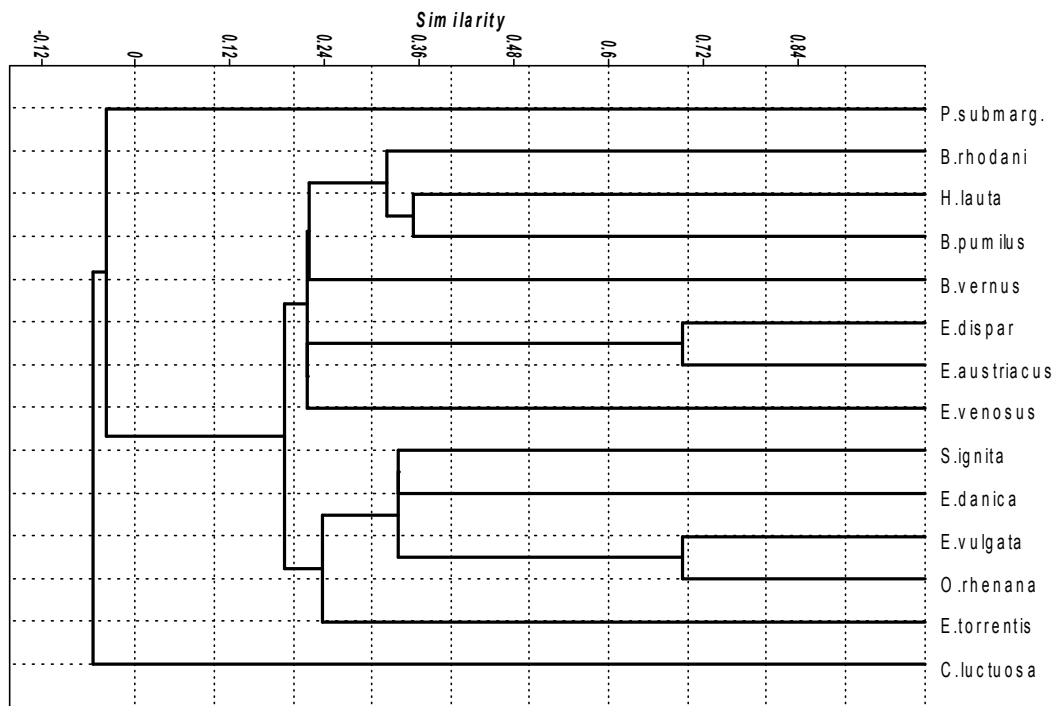 Similarity
-0.12 0 0.12 0.24 0.36 0.48 0.6 0.72 0.84
P.submarg.
B.rhodani
H.lauta
B.pumilus
B.vernus
E.dispar
E.austriacus
E.venosus
S.ignita
E.danica
E.vulgata
O.rhenana
E.torrentis
C.luctuosa